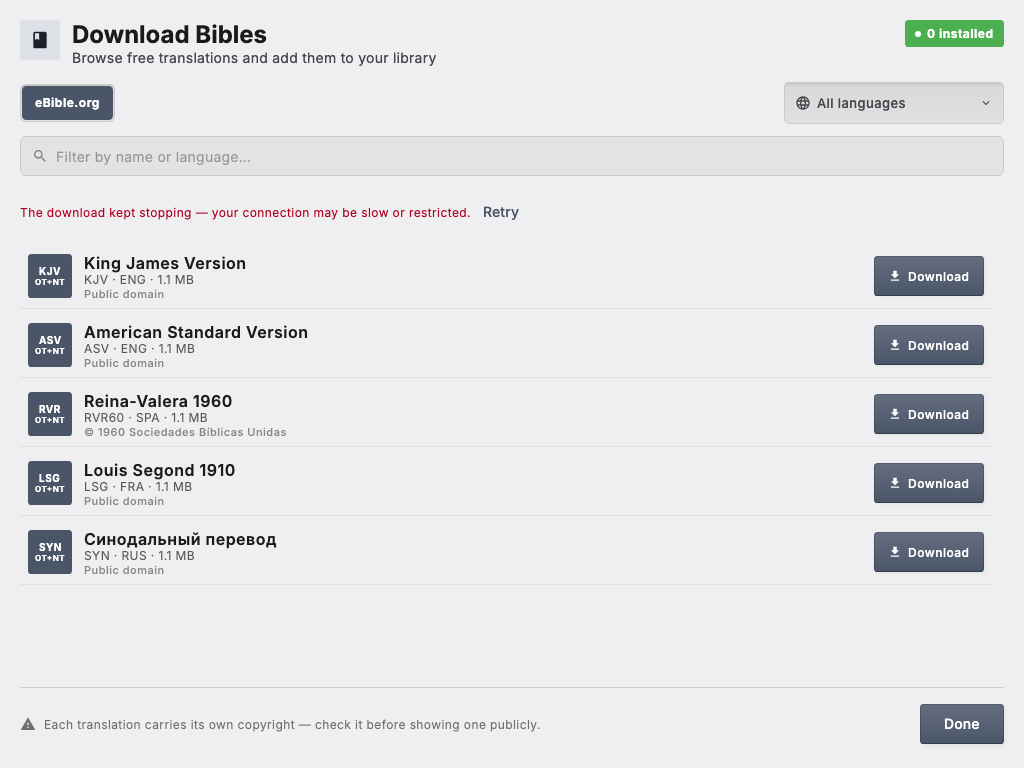 Download Bibles
Browse free translations and add them to your library
● 0 installed
eBible.org
All languages
Filter by name or language...
The download kept stopping — your connection may be slow or restricted. Retry
KJV
OT+NT
King James Version
KJV · ENG · 1.1 MB
Public domain
Download
ASV
OT+NT
American Standard Version
ASV · ENG · 1.1 MB
Public domain
Download
RVR
OT+NT
Reina-Valera 1960
RVR60 · SPA · 1.1 MB
© 1960 Sociedades Bíblicas Unidas
Download
LSG
OT+NT
Louis Segond 1910
LSG · FRA · 1.1 MB
Public domain
Download
SYN
OT+NT
Синодальный перевод
SYN · RUS · 1.1 MB
Public domain
Download
Each translation carries its own copyright — check it before showing one publicly.
Done